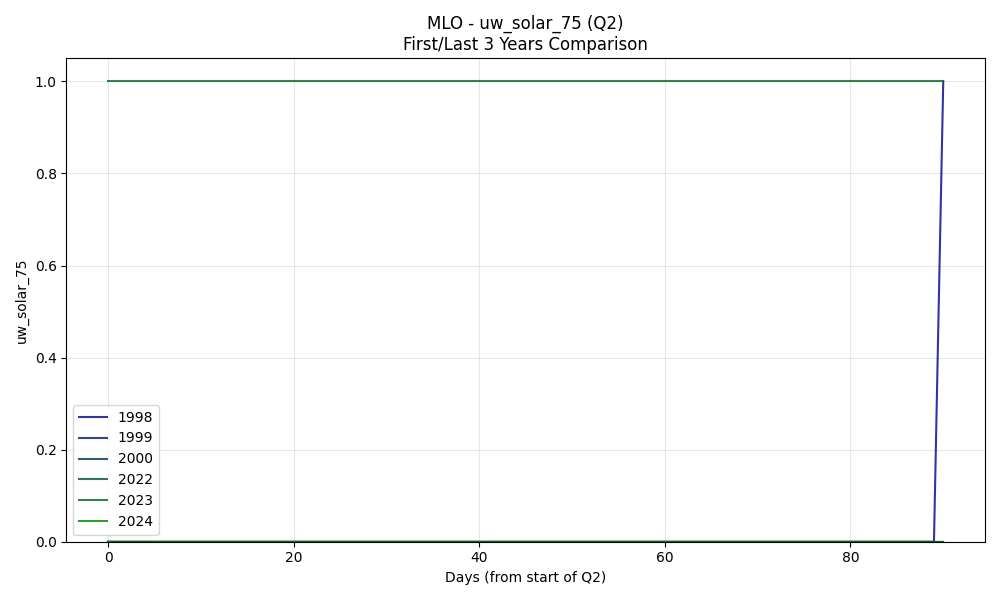 MLO - uw_solar_75 (Q2)
First/Last 3 Years Comparison
uw_solar_75
1.0
0.8
0.6
0.4
0.2
0.0
1998
1999
2000
2022
2023
2024
0 20 40 60 80
Days (from start of Q2)